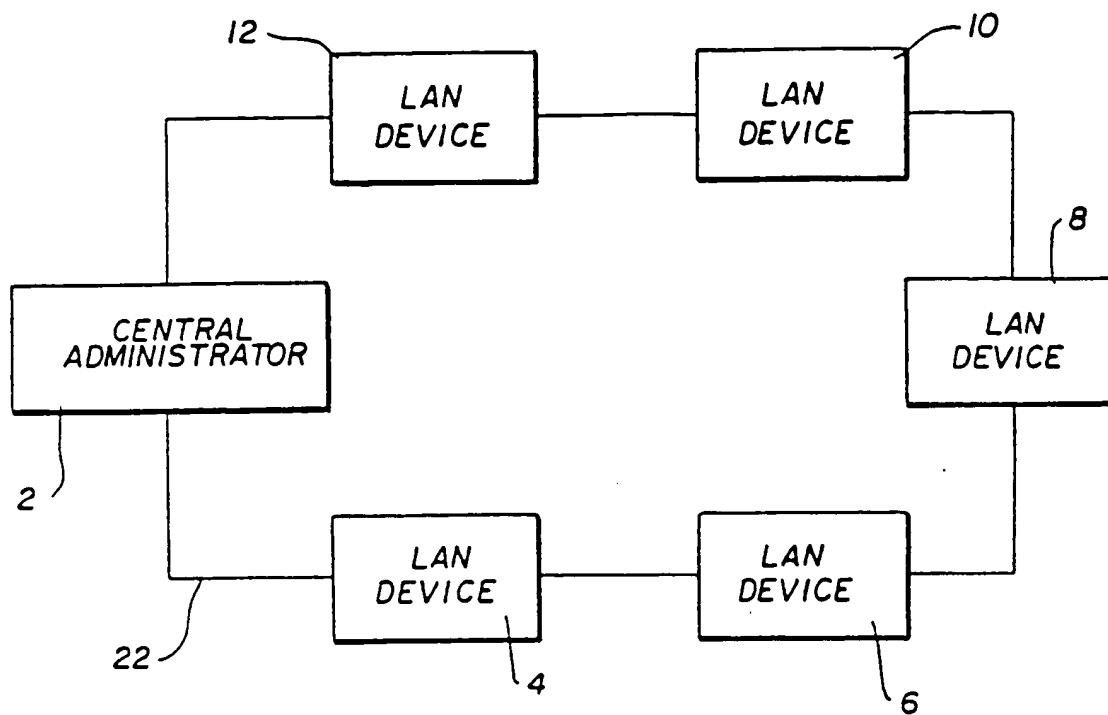 12
LAN
DEVICE
10
LAN
DEVICE
8
LAN
DEVICE
CENTRAL
ADMINISTRATOR
2
22
LAN
DEVICE
4
LAN
DEVICE
6